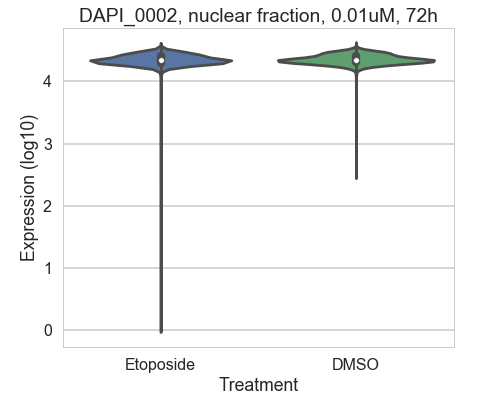 DAPI_0002, nuclear fraction, 0.01uM, 72h
Expression (log10)
4
3
2
1
0
Etoposide DMSO
Treatment